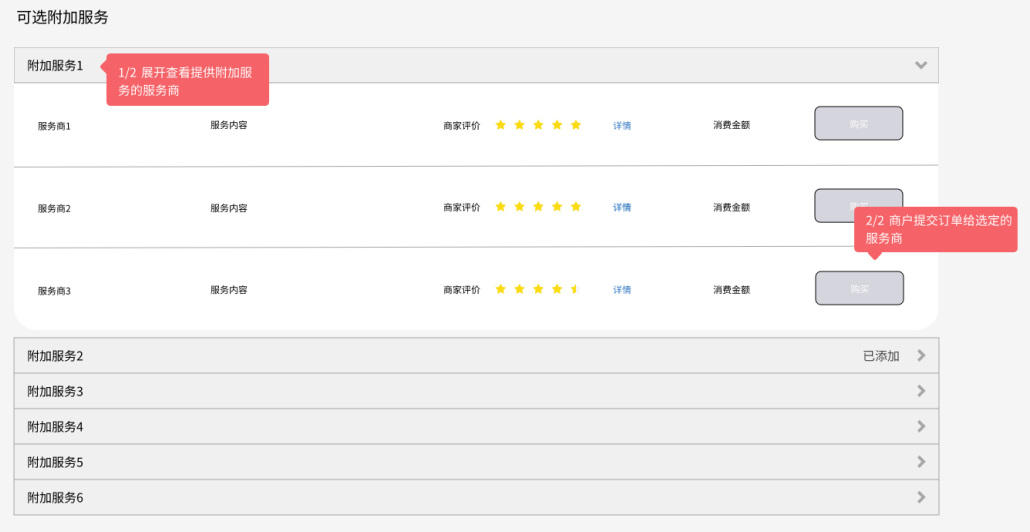 可选附加服务
附加服务1
1/2 展开查看提供附加服
务的服务商
服务商1 服务内容 商家评价 详情 消费金额 购买
服务商2 服务内容 商家评价 详情 消费金额
2/2 商户提交订单给选定的
服务商
服务商3 服务内容 商家评价 详情 消费金额 购买
附加服务2 已添加
附加服务3
附加服务4
附加服务5
附加服务6